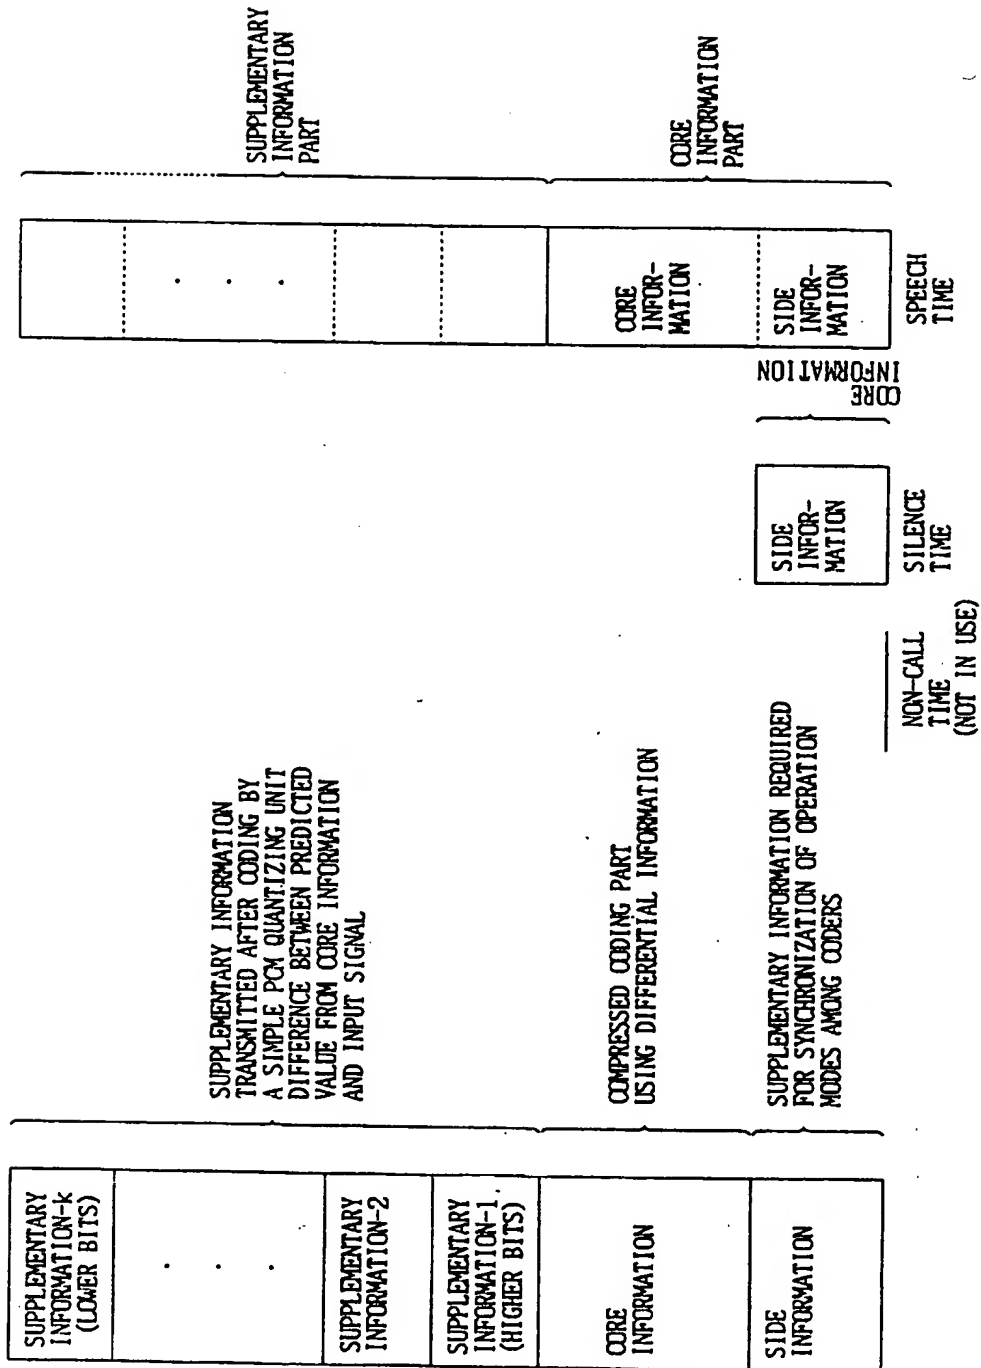 SUPPLEMENTARY
INFORMATION-k
(LOWER BITS)
SUPPLEMENTARY
INFORMATION-2
SUPPLEMENTARY
INFORMATION-1
(HIGHER BITS)
CORE
INFORMATION
SIDE
INFORMATION
SUPPLEMENTARY INFORMATION
TRANSMITTED AFTER CODING BY
A SIMPLE PCM QUANTIZING UNIT
DIFFERENCE BETWEEN PREDICTED
VALUE FROM CORE INFORMATION
AND INPUT SIGNAL
COMPRESSED CODING PART
USING DIFFERENTIAL INFORMATION
SUPPLEMENTARY INFORMATION REQUIRED
FOR SYNCHRONIZATION OF OPERATION
MODES AMONG CODERS
NON-CALL
TIME
(NOT IN USE)
SIDE
INFOR-
MATION
SILENCE
TIME
CORE
INFORMATION
CORE
INFOR-
MATION
SIDE
INFOR-
MATION
SPEECH
TIME
SUPPLEMENTARY
INFORMATION
PART
CORE
INFORMATION
PART